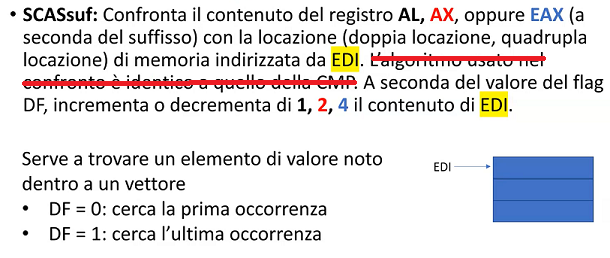 • SCASsuf: Confronta il contenuto del registro AL, AX, oppure EAX (a
seconda del suffisso) con la locazione (doppia locazione, quadrupla
locazione) di memoria indirizzata da EDI. L'algoritmo usato nel
confronto è identico a quello della CMP. A seconda del valore del flag
DF, incrementa o decrementa di 1, 2, 4 il contenuto di EDI.
Serve a trovare un elemento di valore noto
dentro a un vettore
• DF = 0: cerca la prima occorrenza
• DF = 1: cerca l'ultima occorrenza
EDI